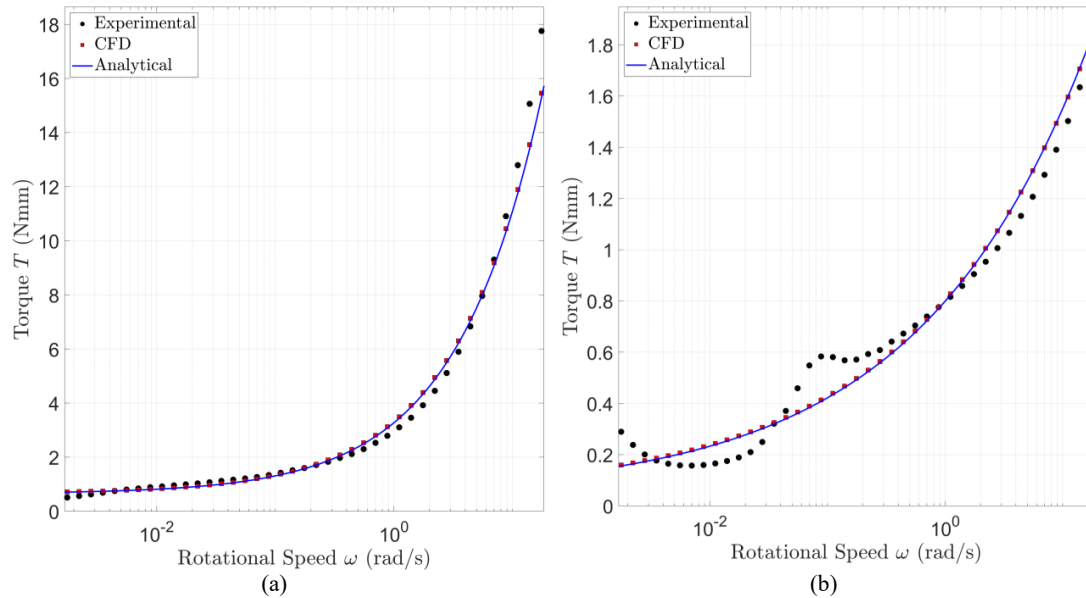 Experimental
CFD
Analytical
18
16
14
12
10
8
6
4
2
0
Torque T (Nmm)
10^-2
10^0
Rotational Speed ω (rad/s)
(a)
Experimental
CFD
Analytical
1.8
1.6
1.4
1.2
1
0.8
0.6
0.4
0.2
0
Torque T (Nmm)
10^-2
10^0
Rotational Speed ω (rad/s)
(b)